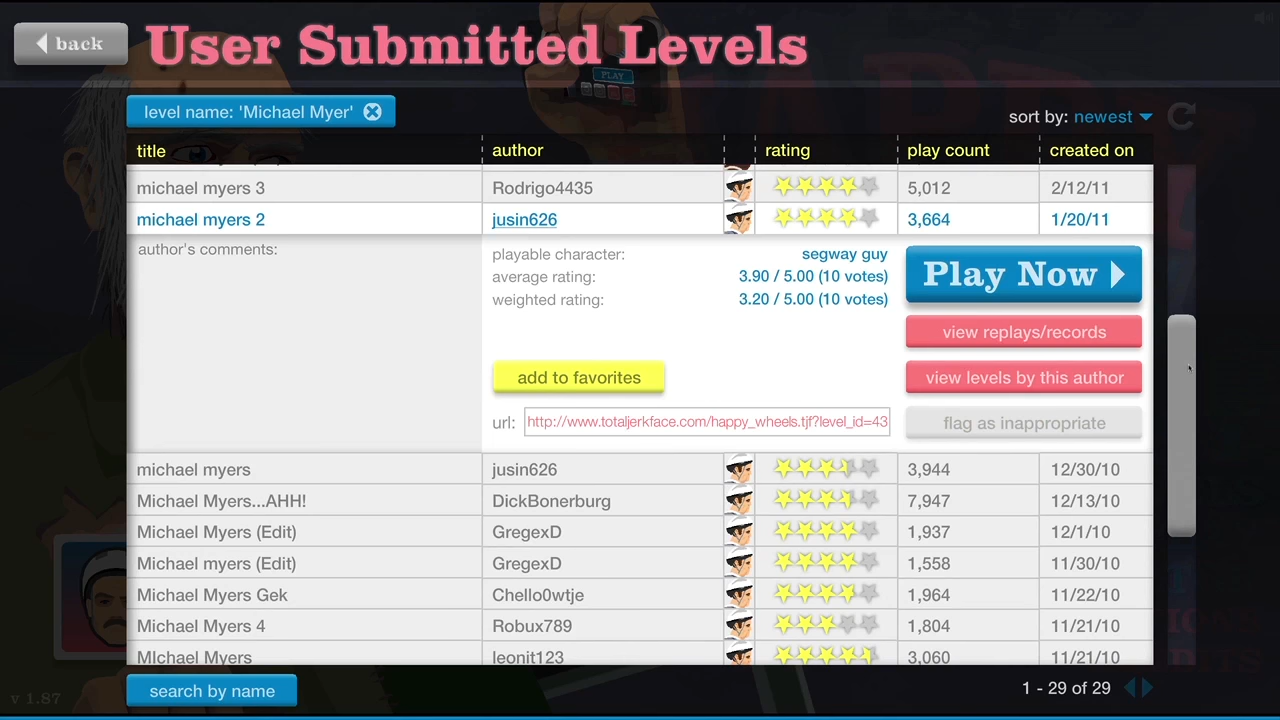 back
User Submitted Levels
PLAY
level name: 'Michael Myer'
sort by: newest
title author rating play count created on
michael myers 3 Rodrigo4435 5,012 2/12/11
michael myers 2 jusin626 3,664 1/20/11
author's comments:
playable character: segway guy
average rating: 3.90 / 5.00 (10 votes)
weighted rating: 3.20 / 5.00 (10 votes)
Play Now
view replays/records
add to favorites
view levels by this author
url: http://www.totaljerkface.com/happy_wheels.tjf?level_id=43
flag as inappropriate
michael myers jusin626 3,944 12/30/10
Michael Myers...AHH! DickBonerburg 7,947 12/13/10
Michael Myers (Edit) GregexD 1,937 12/1/10
Michael Myers (Edit) GregexD 1,558 11/30/10
Michael Myers Gek Chello0wtje 1,964 11/22/10
Michael Myers 4 Robux789 1,804 11/21/10
MIchael Myers leonit123 3,060 11/21/10
search by name
1 - 29 of 29
v 1.87